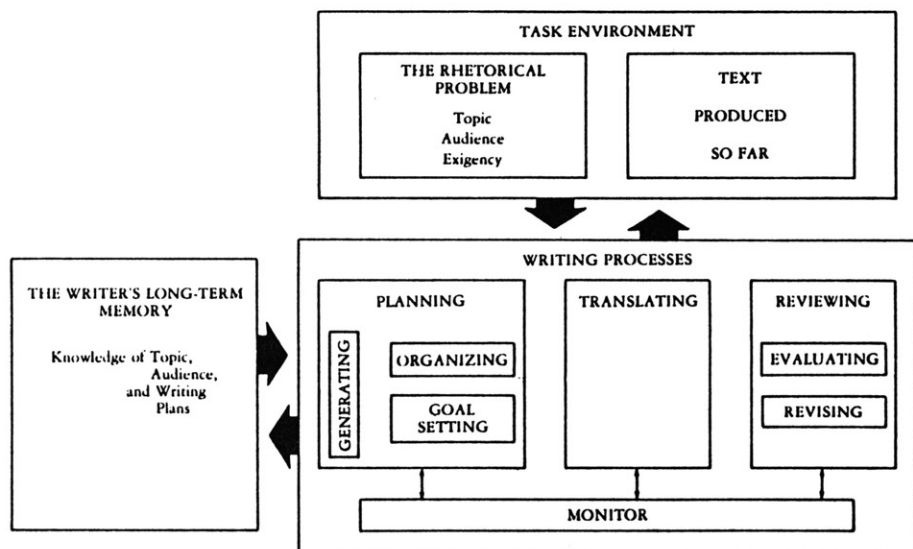 TASK ENVIRONMENT
THE RHETORICAL
PROBLEM
Topic
Audience
Exigency
TEXT
PRODUCED
SO FAR
THE WRITER'S LONG-TERM
MEMORY
Knowledge of Topic,
Audience,
and Writing
Plans
WRITING PROCESSES
PLANNING
GENERATING
ORGANIZING
GOAL
SETTING
TRANSLATING
REVIEWING
EVALUATING
REVISING
MONITOR